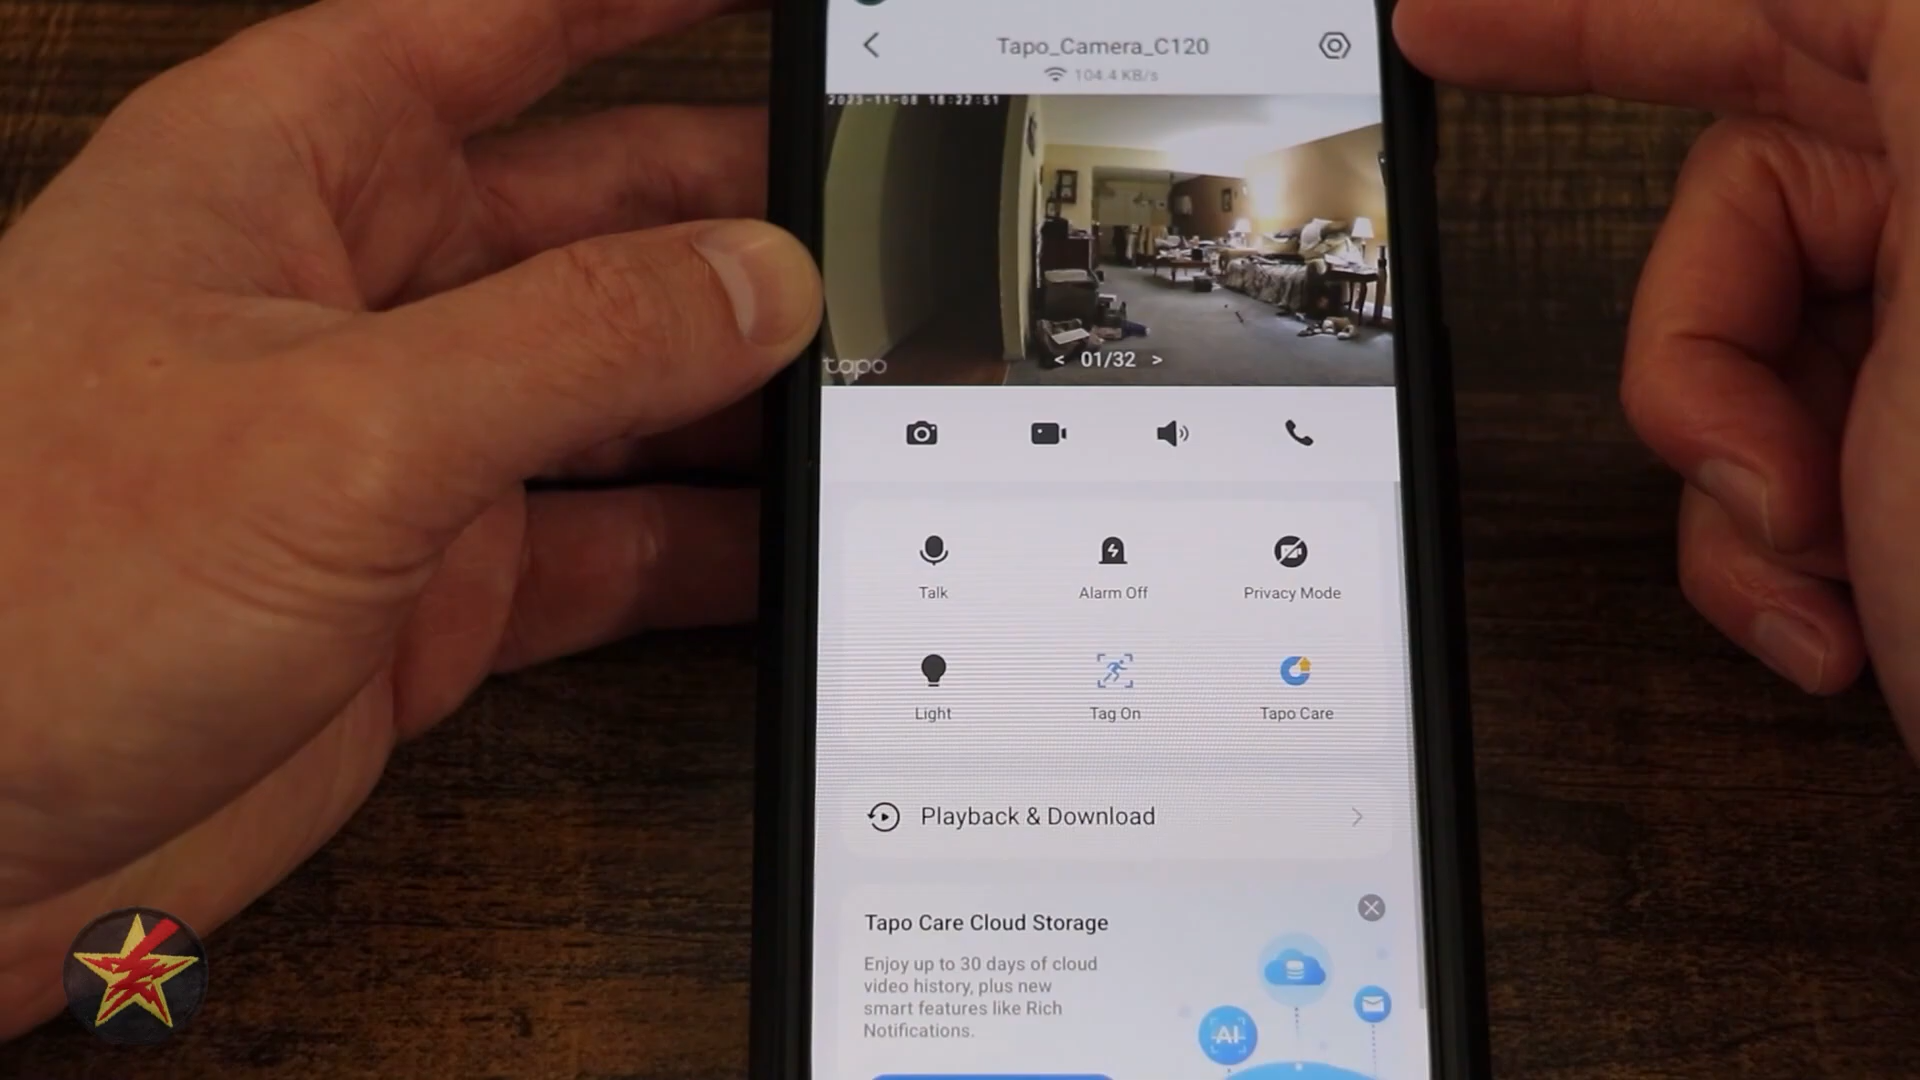 Tapo_Camera_C120
104.4 KB/s
2023-11-08 16:22:51
tapo
< 01/32 >
Talk
Alarm Off
Privacy Mode
Light
Tag On
Tapo Care
Playback & Download
Tapo Care Cloud Storage
Enjoy up to 30 days of cloud
video history, plus new
smart features like Rich
Notifications.
AI